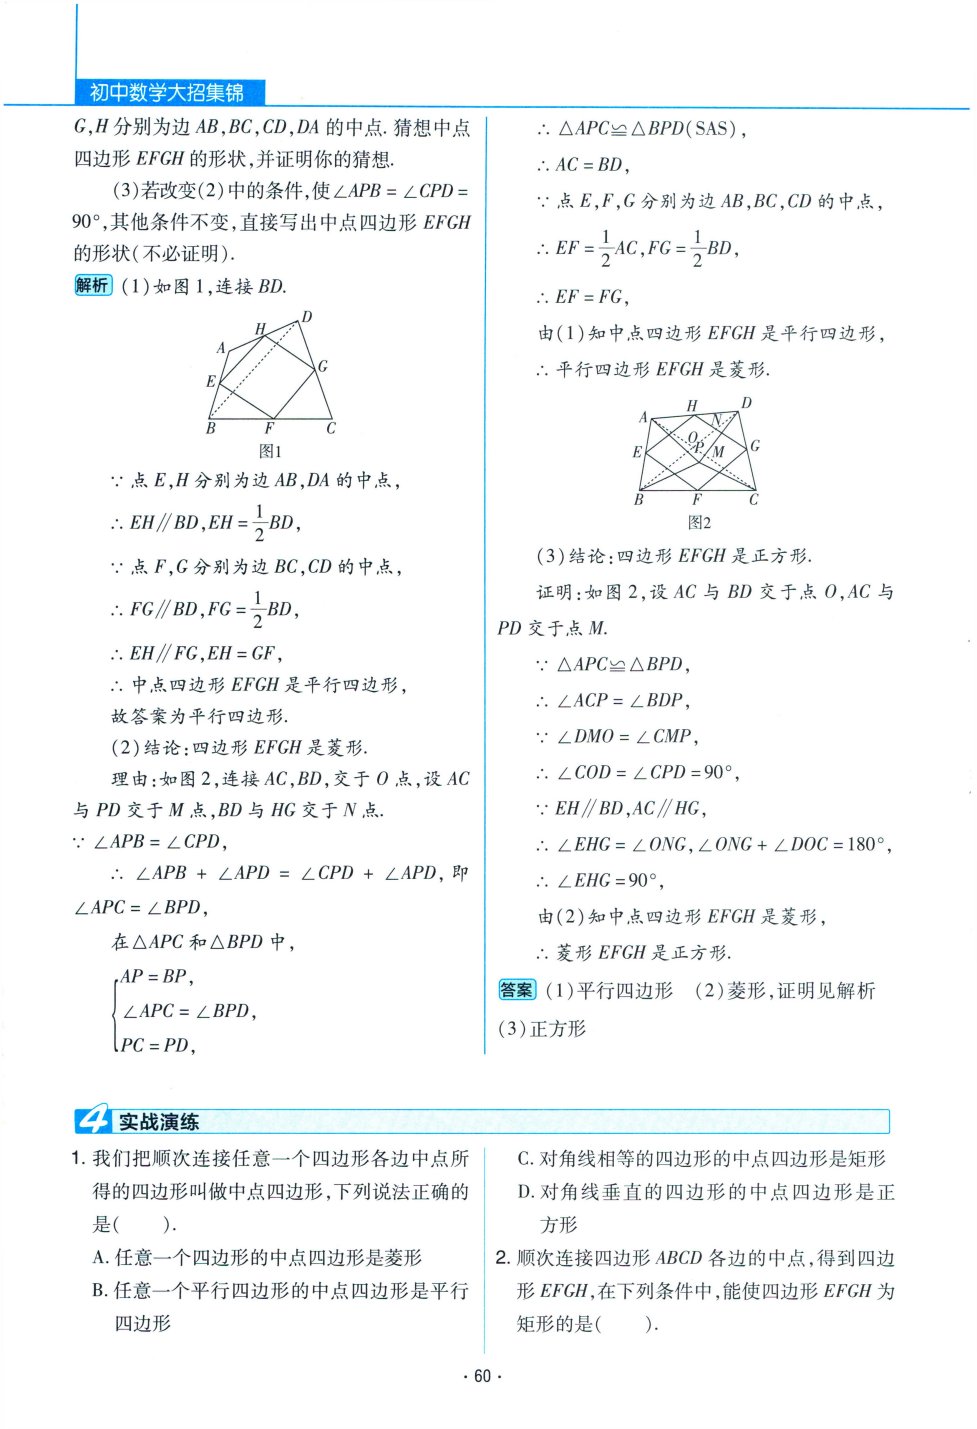 初中数学大招集锦
G,H 分别为边 AB,BC,CD,DA 的中点. 猜想中点
四边形 EFGH 的形状,并证明你的猜想.
(3)若改变(2)中的条件,使∠APB = ∠CPD =
90°,其他条件不变,直接写出中点四边形 EFGH
的形状(不必证明).
解析 (1)如图 1,连接 BD.
A
H
D
E
G
B
F
C
图1
∵ 点 E,H 分别为边 AB,DA 的中点,
∴ EH∥BD,EH = 1/2 BD,
∵ 点 F,G 分别为边 BC,CD 的中点,
∴ FG∥BD,FG = 1/2 BD,
∴ EH∥FG,EH = GF,
∴ 中点四边形 EFGH 是平行四边形,
故答案为平行四边形.
(2)结论:四边形 EFGH 是菱形.
理由:如图 2,连接 AC,BD,交于 O 点,设 AC
与 PD 交于 M 点,BD 与 HG 交于 N 点.
∵ ∠APB = ∠CPD,
∴ ∠APB + ∠APD = ∠CPD + ∠APD, 即
∠APC = ∠BPD,
在△APC 和△BPD 中,
AP = BP,
∠APC = ∠BPD,
PC = PD,
∴ △APC≌△BPD(SAS),
∴ AC = BD,
∵ 点 E,F,G 分别为边 AB,BC,CD 的中点,
∴ EF = 1/2 AC,FG = 1/2 BD,
∴ EF = FG,
由(1)知中点四边形 EFGH 是平行四边形,
∴ 平行四边形 EFGH 是菱形.
A
H
D
N
O
P
M
E
G
B
F
C
图2
(3)结论:四边形 EFGH 是正方形.
证明:如图 2,设 AC 与 BD 交于点 O,AC 与
PD 交于点 M.
∵ △APC≌△BPD,
∴ ∠ACP = ∠BDP,
∵ ∠DMO = ∠CMP,
∴ ∠COD = ∠CPD = 90°,
∵ EH∥BD,AC∥HG,
∴ ∠EHG = ∠ONG,∠ONG + ∠DOC = 180°,
∴ ∠EHG = 90°,
由(2)知中点四边形 EFGH 是菱形,
∴ 菱形 EFGH 是正方形.
答案 (1)平行四边形 (2)菱形,证明见解析
(3)正方形
4 实战演练
1. 我们把顺次连接任意一个四边形各边中点所
得的四边形叫做中点四边形,下列说法正确的
是( ).
A. 任意一个四边形的中点四边形是菱形
B. 任意一个平行四边形的中点四边形是平行
四边形
C. 对角线相等的四边形的中点四边形是矩形
D. 对角线垂直的四边形的中点四边形是正
方形
2. 顺次连接四边形 ABCD 各边的中点,得到四边
形 EFGH,在下列条件中,能使四边形 EFGH 为
矩形的是( ).
· 60 ·